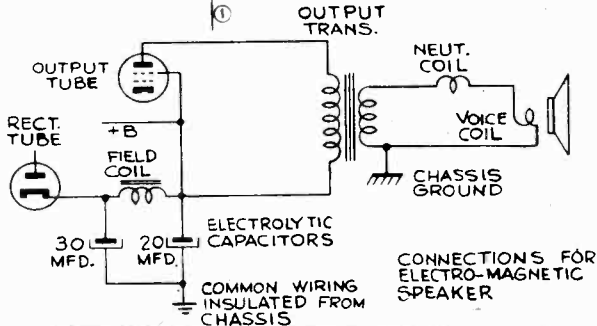 ①
OUTPUT
TRANS.
NEUT.
COIL
OUTPUT
TUBE
VOICE
COIL
RECT.
TUBE
+B
FIELD
COIL
CHASSIS
GROUND
30
MFD.
20
MFD.
ELECTROLYTIC
CAPACITORS
CONNECTIONS FOR
ELECTRO-MAGNETIC
SPEAKER
COMMON WIRING
INSULATED FROM
CHASSIS